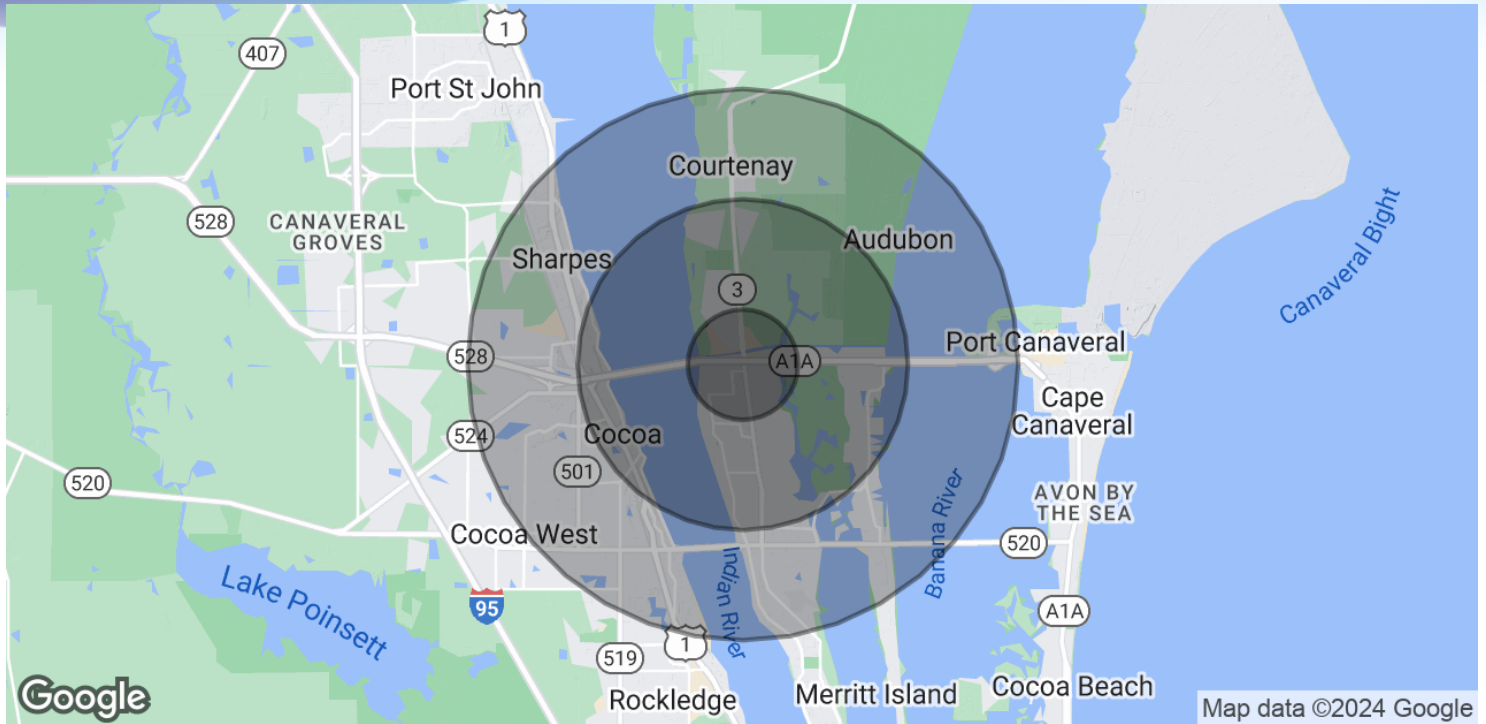 1
407
Port St John
Courtenay
528
CANAVERAL
GROVES
Sharpes
Audubon
Canaveral Bight
3
528
A1A
Port Canaveral
Cape
Canaveral
524
Cocoa
501
520
AVON BY
THE SEA
Cocoa West
Banana River
520
Lake Poinsett
95
Indian River
A1A
1
519
Rockledge
Merritt Island
Cocoa Beach
Google
Map data ©2024 Google